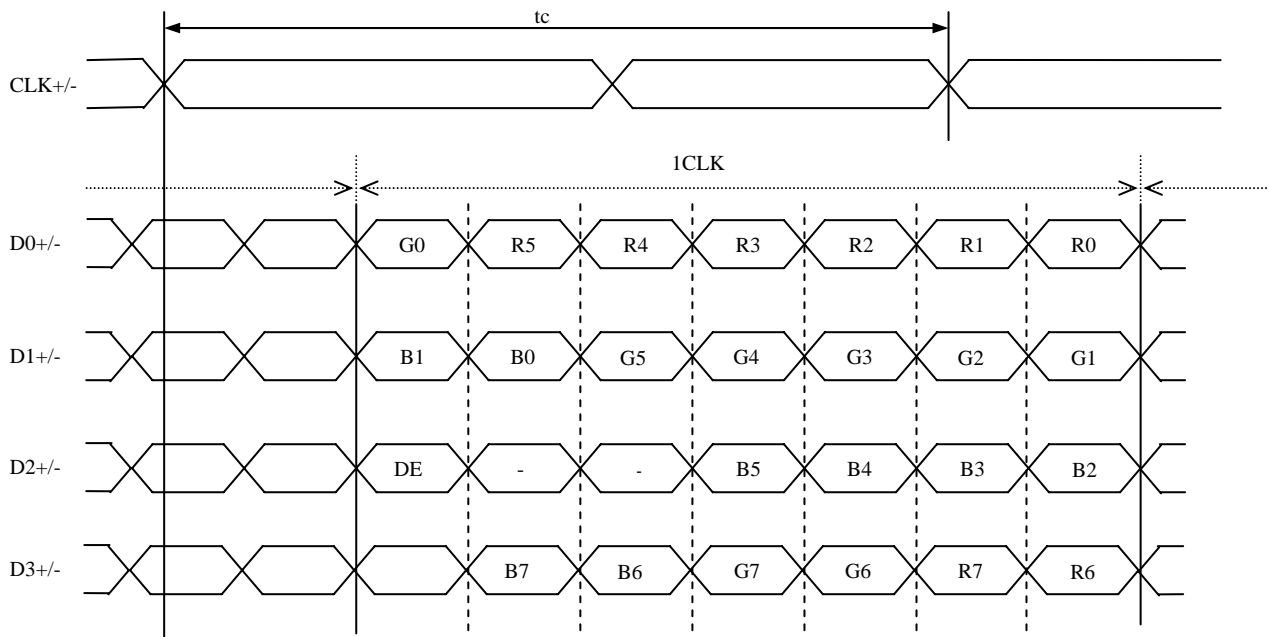 tc
CLK+/-
1CLK
D0+/- G0 R5 R4 R3 R2 R1 R0
D1+/- B1 B0 G5 G4 G3 G2 G1
D2+/- DE - - B5 B4 B3 B2
D3+/- B7 B6 G7 G6 R7 R6